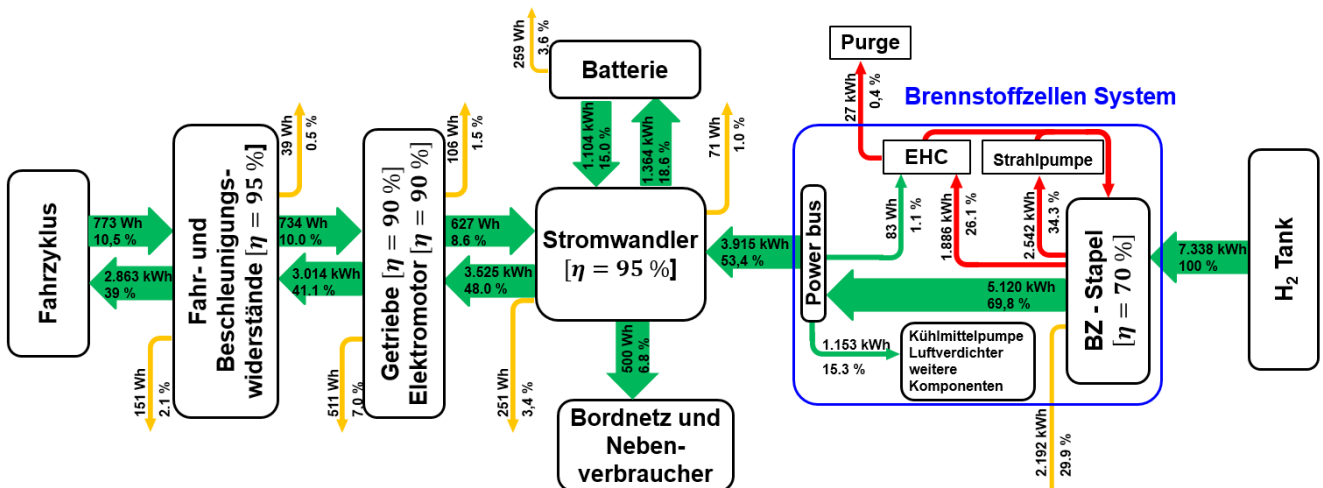 Fahrzyklus
773 Wh
10,5 %
2.863 kWh
39 %
Fahr- und
Beschleunigungs-
widerstände [η = 95 %]
39 Wh
0.5 %
151 Wh
2.1 %
734 Wh
10.0 %
3.014 kWh
41.1 %
Getriebe [η = 90 %]
Elektromotor [η = 90 %]
106 Wh
1.5 %
511 Wh
7.0 %
627 Wh
8.6 %
3.525 kWh
48.0 %
259 Wh
3.6 %
Batterie
1.104 kWh
15.0 %
1.364 kWh
18.6 %
71 Wh
1.0 %
Stromwandler
[η = 95 %]
251 Wh
3,4 %
500 Wh
6.8 %
Bordnetz und
Neben-
verbraucher
3.915 kWh
53,4 %
Purge
27 kWh
0,4 %
Brennstoffzellen System
Power bus
EHC
Strahlpumpe
83 Wh
1.1 %
1.886 kWh
26.1 %
2.542 kWh
34.3 %
5.120 kWh
69,8 %
1.153 kWh
15.3 %
Kühlmittelpumpe
Luftverdichter
weitere
Komponenten
BZ - Stapel
[η = 70 %]
2.192 kWh
29.9 %
7.338 kWh
100 %
H₂ Tank